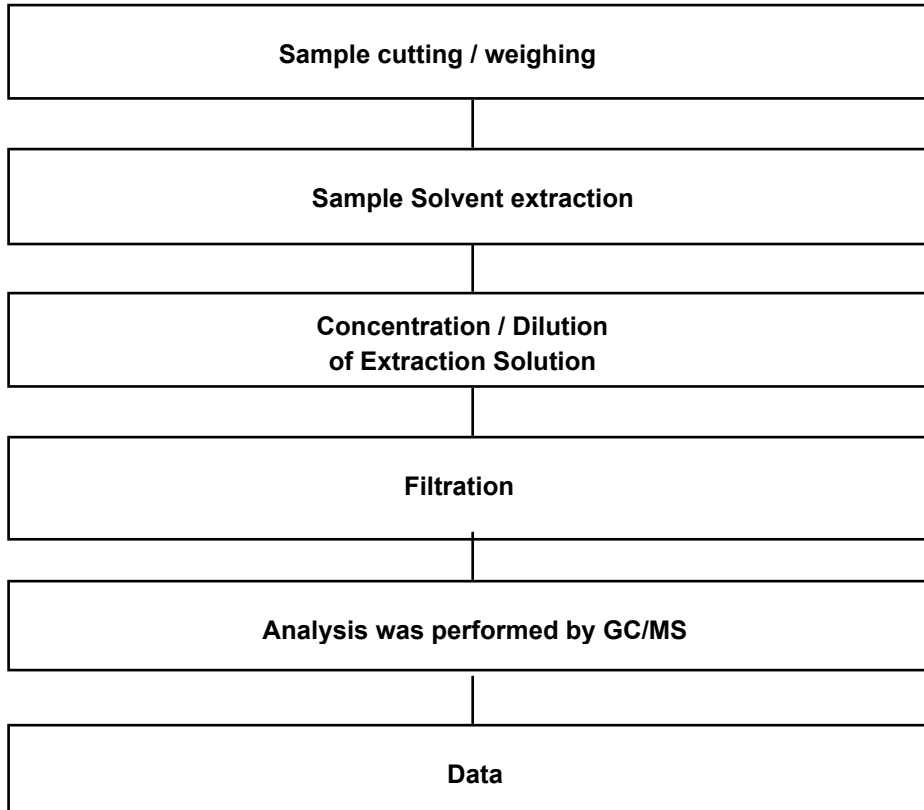 Sample cutting / weighing
Sample Solvent extraction
Concentration / Dilution
of Extraction Solution
Filtration
Analysis was performed by GC/MS
Data